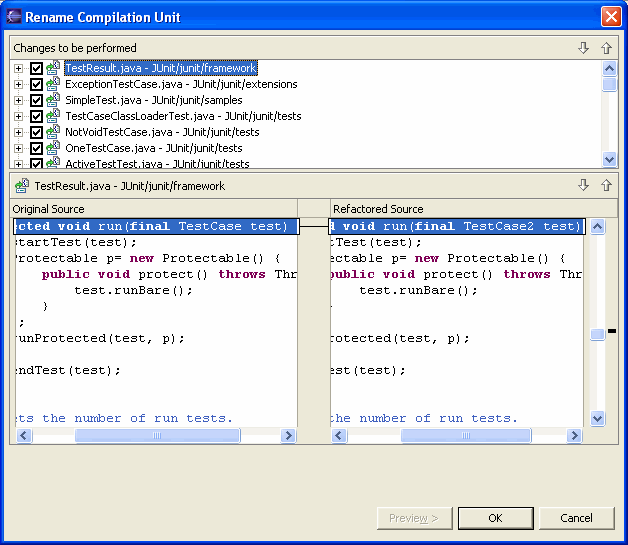 Rename Compilation Unit
Changes to be performed
TestResult.java - JUnit/junit/framework
ExceptionTestCase.java - JUnit/junit/extensions
SimpleTest.java - JUnit/junit/samples
TestCaseClassLoaderTest.java - JUnit/junit/tests
NotVoidTestCase.java - JUnit/junit/tests
OneTestCase.java - JUnit/junit/tests
ActiveTestTest.java - JUnit/junit/tests
TestResult.java - JUnit/junit/framework
Original Source
ected void run(final TestCase test)
startTest(test);
Protectable p= new Protectable() {
public void protect() throws Thr
test.runBare();
}
;
runProtected(test, p);
endTest(test);
ets the number of run tests.
Refactored Source
d void run(final TestCase2 test)
tTest(test);
ectable p= new Protectable() {
public void protect() throws Thr
test.runBare();
}
rotected(test, p);
est(test);
the number of run tests.
Preview >
OK
Cancel